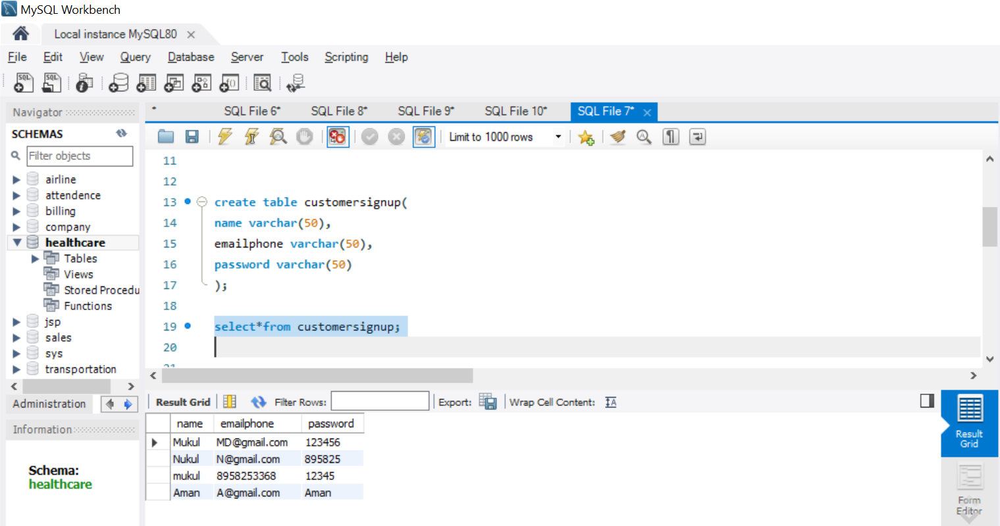 MySQL Workbench
Local instance MySQL80
File Edit View Query Database Server Tools Scripting Help
Navigator
SCHEMAS
Filter objects
airline
attendence
billing
company
healthcare
Tables
Views
Stored Procedu
Functions
jsp
sales
sys
transportation
Administration
Information
Schema:
healthcare
* SQL File 6* SQL File 8* SQL File 9* SQL File 10* SQL File 7*
Limit to 1000 rows
11
12
13 create table customersignup(
14 name varchar(50),
15 emailphone varchar(50),
16 password varchar(50)
17 );
18
19 select*from customersignup;
20
21
Result Grid Filter Rows: Export: Wrap Cell Content:
name emailphone password
Mukul MD@gmail.com 123456
Nukul N@gmail.com 895825
mukul 8958253368 12345
Aman A@gmail.com Aman
Result
Grid
Form
Editor